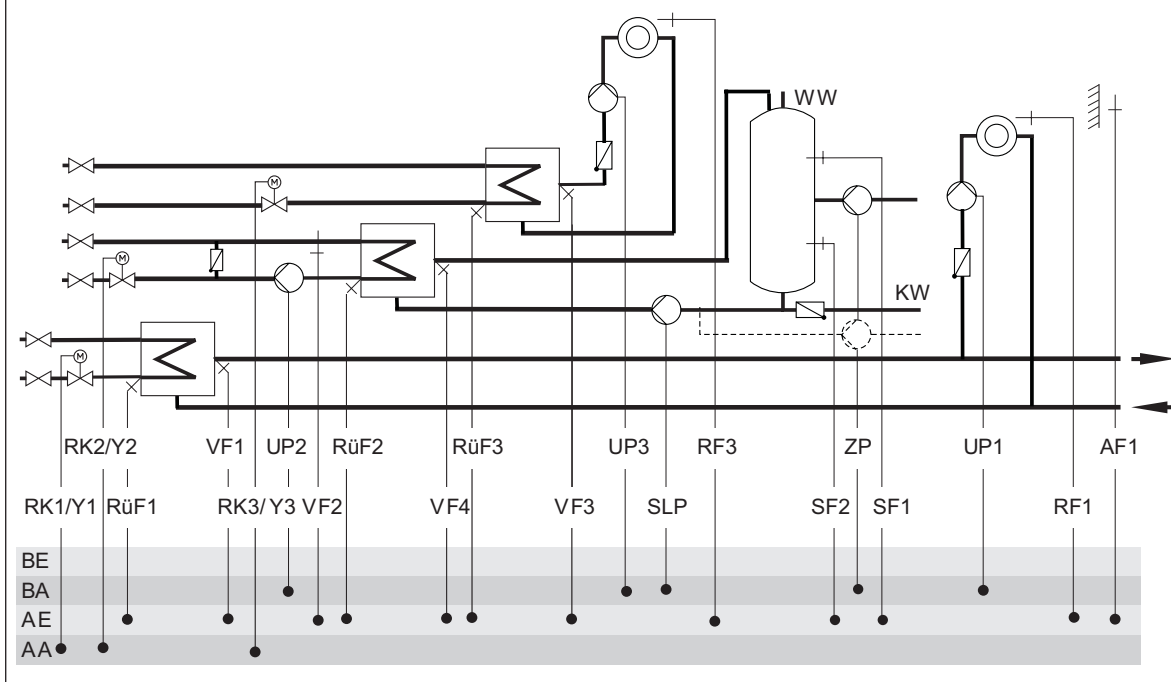 WW
M
M
KW
M
RK2/Y2 VF1 UP2 RüF2 RüF3 UP3 RF3 ZP UP1 AF1
RK1/Y1 RüF1 RK3/Y3 VF2 VF4 VF3 SLP SF2 SF1 RF1
BE
BA
AE
AA